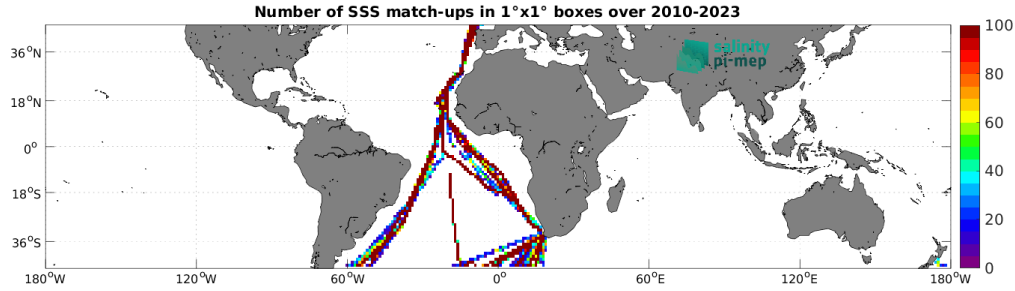 Number of SSS match-ups in 1°x1° boxes over 2010-2023
salinity
pi-mep
36°N
18°N
0°
18°S
36°S
180°W
120°W
60°W
0°
60°E
120°E
180°W
100
80
60
40
20
0